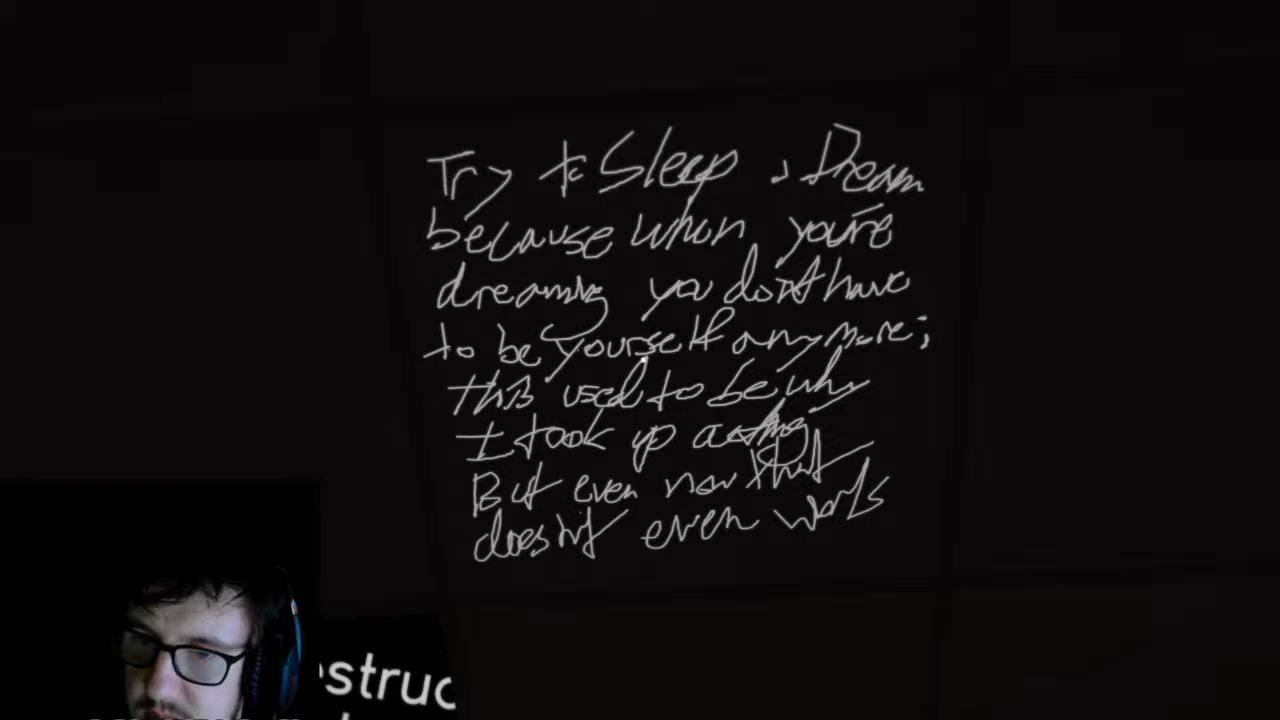 Try to Sleep, Dream
because when you're
dreaming you don't have
to be yourself anymore;
this used to be why
I took up acting
But even now that
doesn't even works
estruc